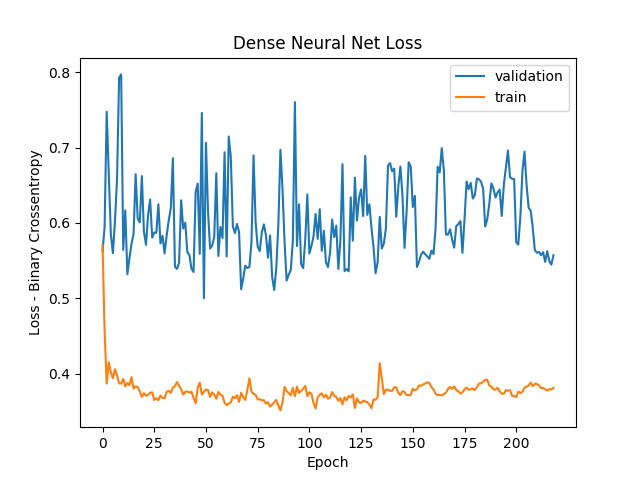 Dense Neural Net Loss
validation
train
Loss - Binary Crossentropy
0.8
0.7
0.6
0.5
0.4
0 25 50 75 100 125 150 175 200
Epoch